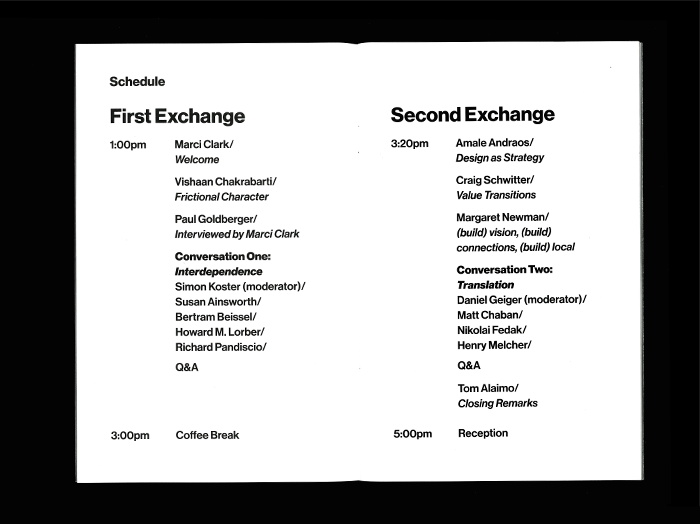 Schedule
First Exchange
1:00pm Marci Clark/
Welcome
Vishaan Chakrabarti/
Frictional Character
Paul Goldberger/
Interviewed by Marci Clark
Conversation One:
Interdependence
Simon Koster (moderator)/
Susan Ainsworth/
Bertram Beissel/
Howard M. Lorber/
Richard Pandiscio/
Q&A
3:00pm Coffee Break
Second Exchange
3:20pm Amale Andraos/
Design as Strategy
Craig Schwitter/
Value Transitions
Margaret Newman/
(build) vision, (build)
connections, (build) local
Conversation Two:
Translation
Daniel Geiger (moderator)/
Matt Chaban/
Nikolai Fedak/
Henry Melcher/
Q&A
Tom Alaimo/
Closing Remarks
5:00pm Reception